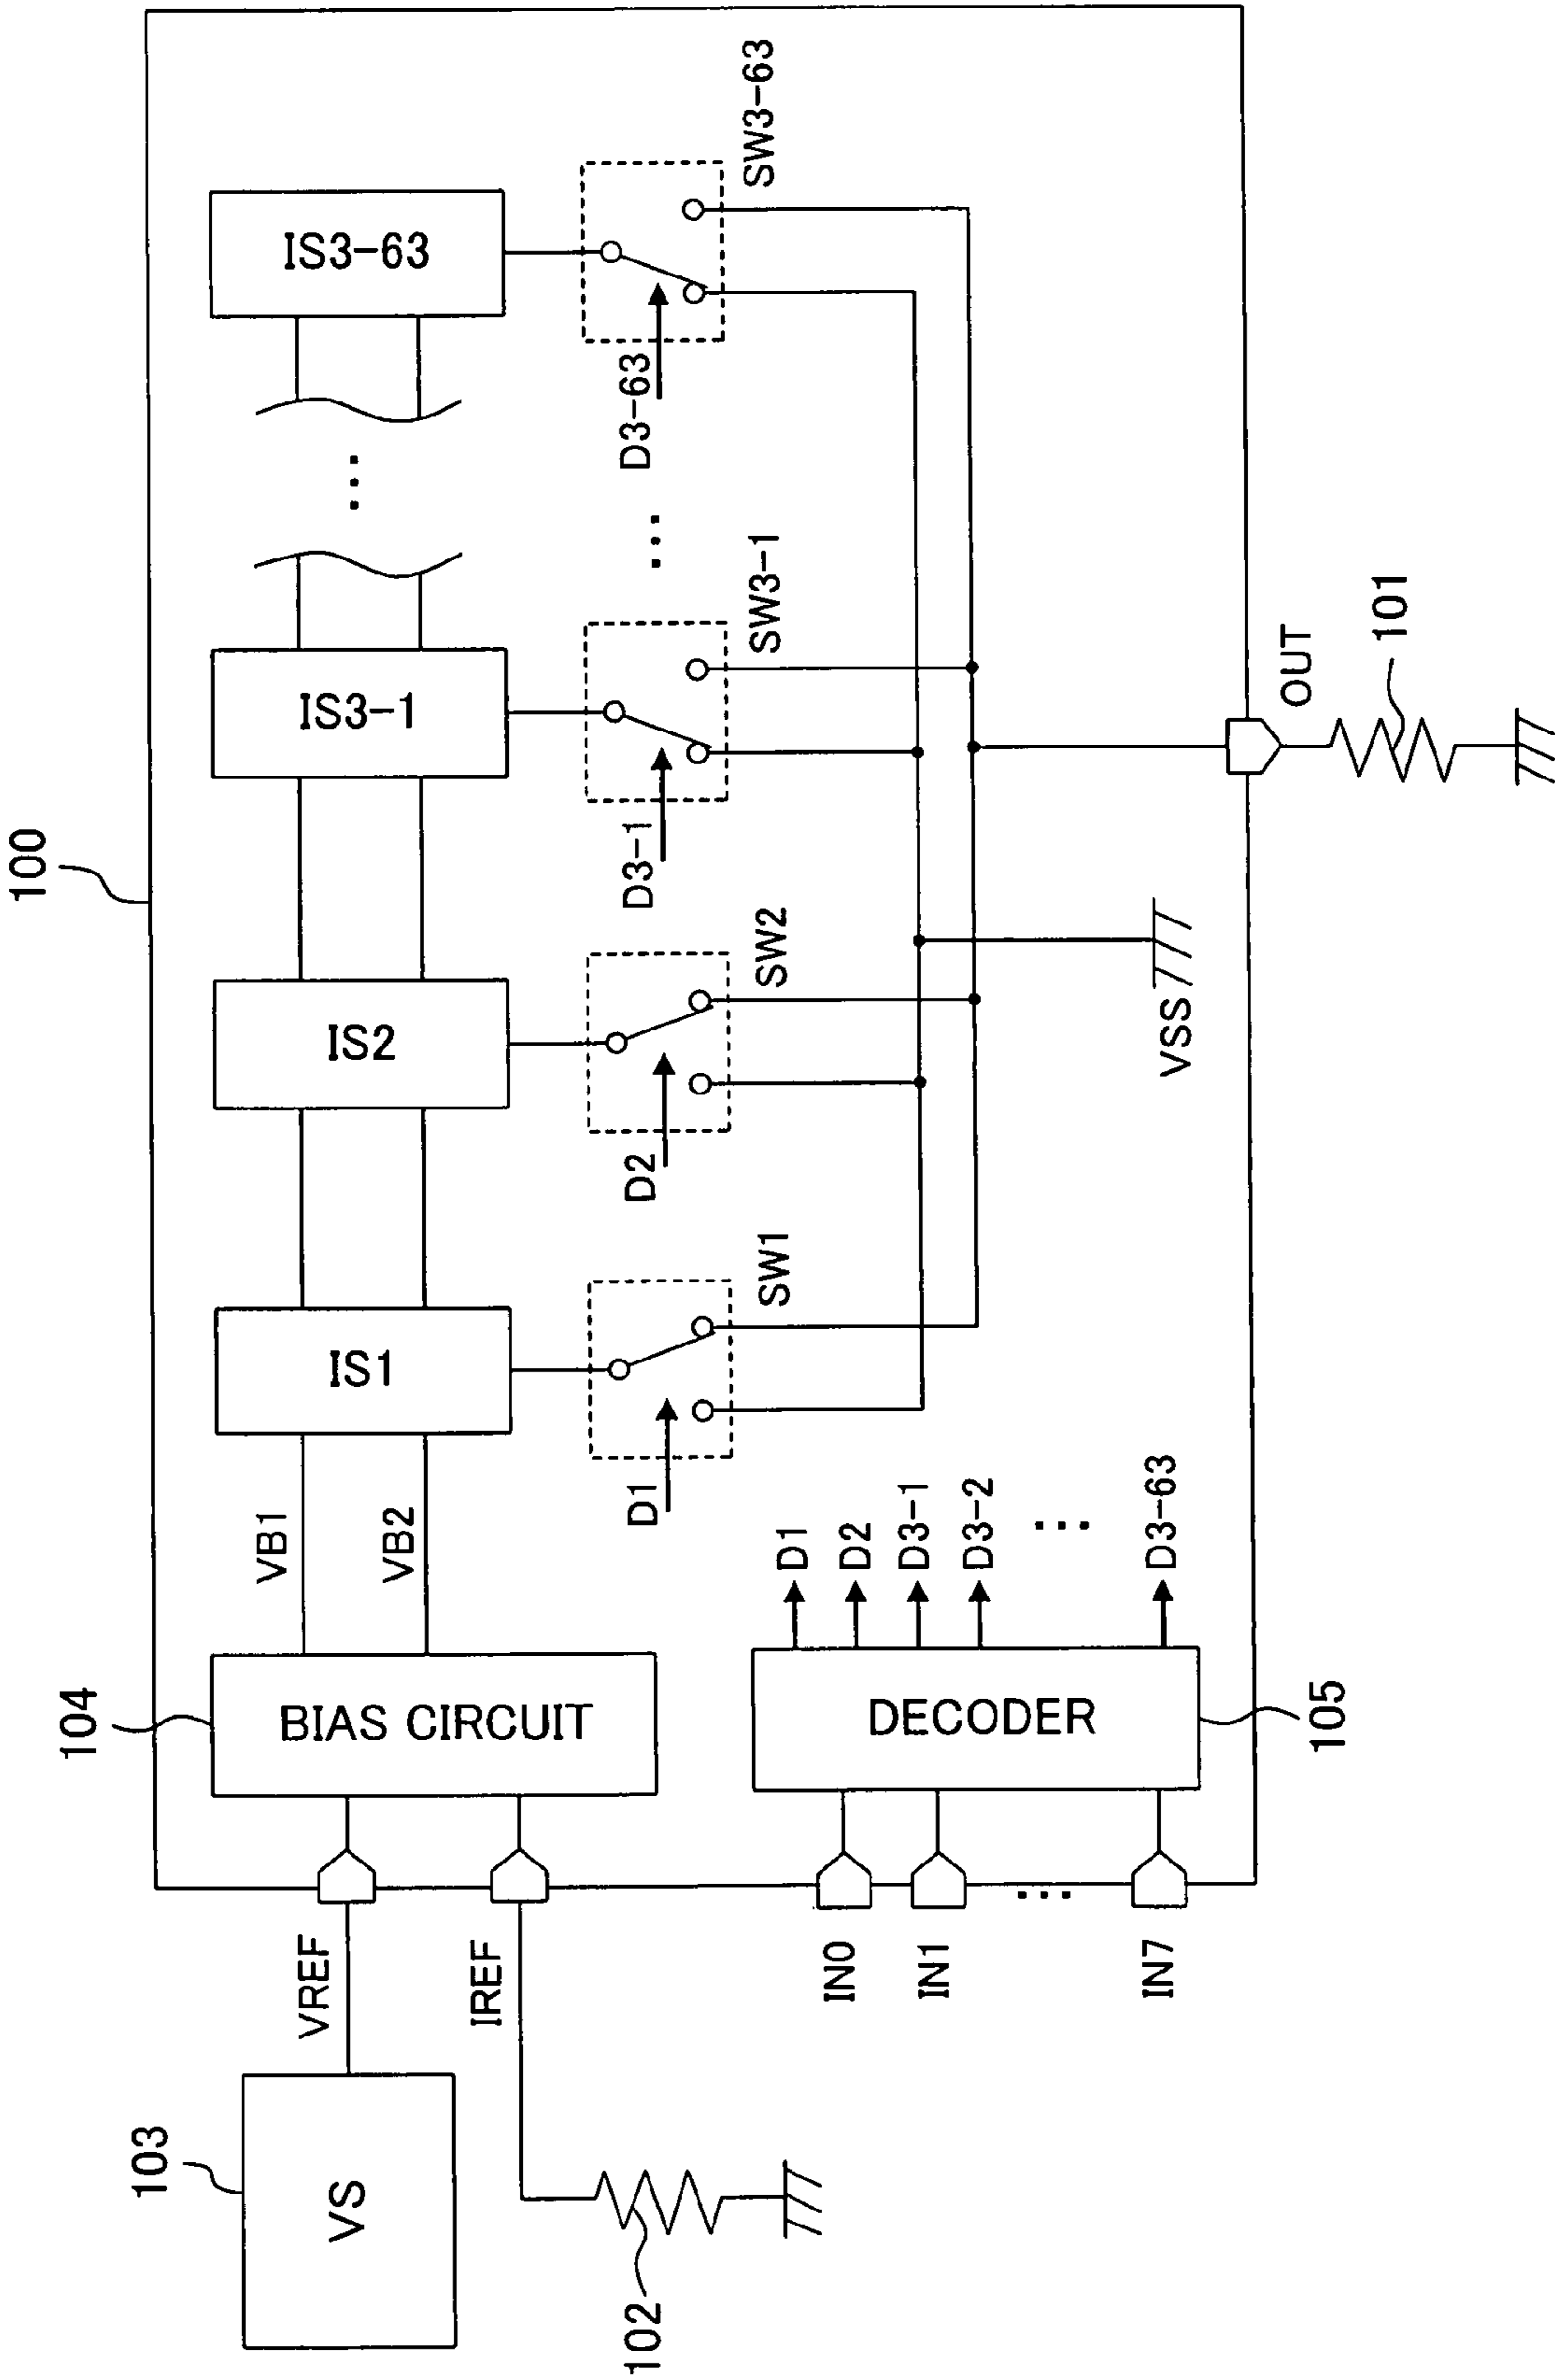 100
IS1
IS2
IS3-1
...
IS3-63
104
BIAS CIRCUIT
VB1
VB2
103
VS
VREF
IREF
102
D1
SW1
D2
SW2
D3-1
SW3-1
...
D3-63
SW3-63
IN0
IN1
...
IN7
DECODER
105
D1
D2
D3-1
D3-2
...
D3-63
VSS
OUT
101